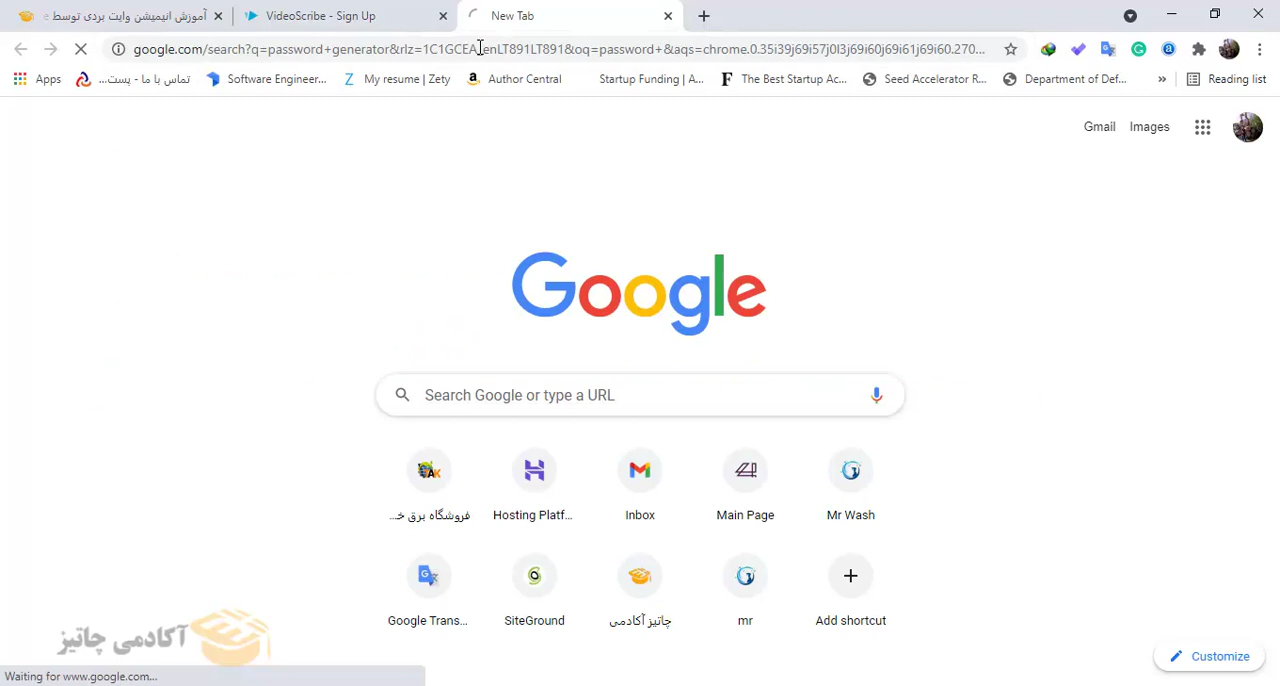 آموزش انیمیشن وایت بردی توسط e
VideoScribe - Sign Up
New Tab
google.com/search?q=password+generator&rlz=1C1GCEA_enLT891LT891&oq=password+&aqs=chrome.0.35i39j69i57j0l3j69i60j69i61j69i60.270...
Apps
تماس با ما - پست...
Software Engineer...
My resume | Zety
Author Central
Startup Funding | A...
The Best Startup Ac...
Seed Accelerator R...
Department of Def...
»
Reading list
Gmail
Images
Google
Search Google or type a URL
فروشگاه برق خ...
Hosting Platf...
Inbox
Main Page
Mr Wash
Google Trans...
SiteGround
چاتیز آکادمی
mr
Add shortcut
آکادمی چاتیز
Customize
Waiting for www.google.com...